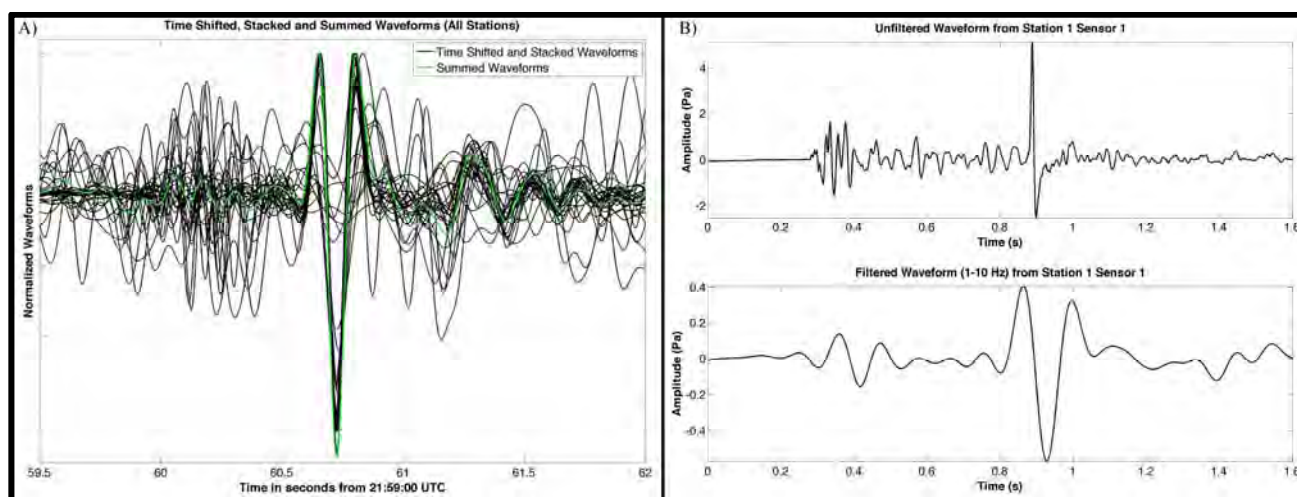 A)
Time Shifted, Stacked and Summed Waveforms (All Stations)
Time Shifted and Stacked Waveforms
Summed Waveforms
Normalized Waveforms
59.5 60 60.5 61 61.5 62
Time in seconds from 21:59:00 UTC
B)
Unfiltered Waveform from Station 1 Sensor 1
Amplitude (Pa)
4
2
0
-2
0 0.2 0.4 0.6 0.8 1 1.2 1.4 1.6
Time (s)
Filtered Waveform (1-10 Hz) from Station 1 Sensor 1
Amplitude (Pa)
0.4
0.2
0
-0.2
-0.4
0 0.2 0.4 0.6 0.8 1 1.2 1.4 1.6
Time (s)